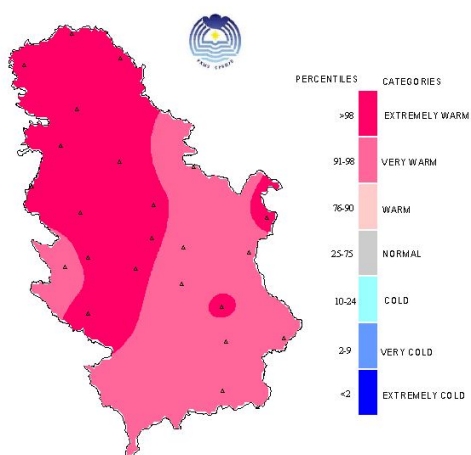 PERCENTILES CATEGORIES
>98 EXTREMELY WARM
91-98 VERY WARM
76-90 WARM
25-75 NORMAL
10-24 COLD
2-9 VERY COLD
<2 EXTREMELY COLD